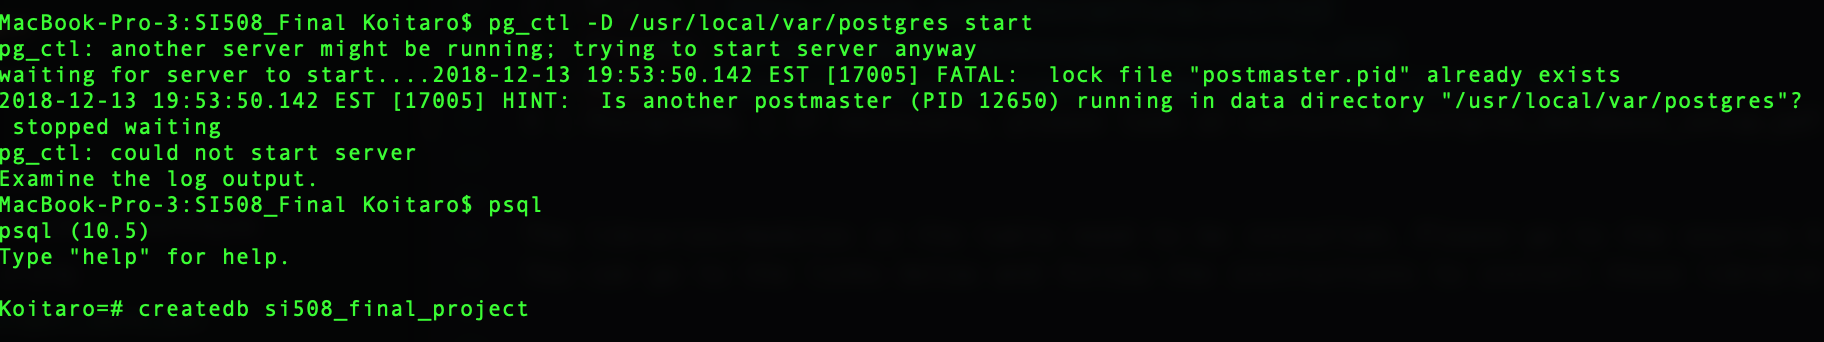 MacBook-Pro-3:SI508_Final Koitaro$ pg_ctl -D /usr/local/var/postgres start
pg_ctl: another server might be running; trying to start server anyway
waiting for server to start....2018-12-13 19:53:50.142 EST [17005] FATAL:  lock file "postmaster.pid" already exists
2018-12-13 19:53:50.142 EST [17005] HINT:  Is another postmaster (PID 12650) running in data directory "/usr/local/var/postgres"?
 stopped waiting
pg_ctl: could not start server
Examine the log output.
MacBook-Pro-3:SI508_Final Koitaro$ psql
psql (10.5)
Type "help" for help.

Koitaro=# createdb si508_final_project